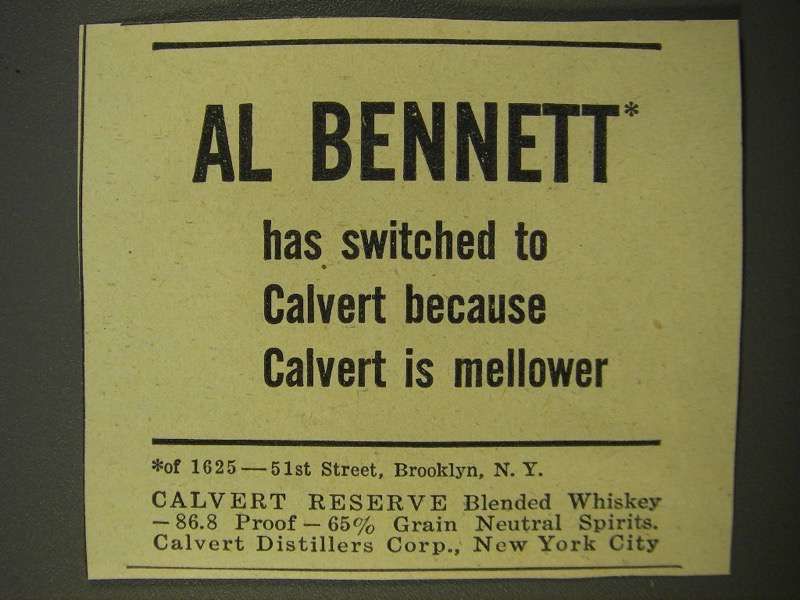 AL BENNETT*
has switched to
Calvert because
Calvert is mellower
*of 1625—51st Street, Brooklyn, N. Y.
CALVERT RESERVE Blended Whiskey
—86.8 Proof—65% Grain Neutral Spirits.
Calvert Distillers Corp., New York City